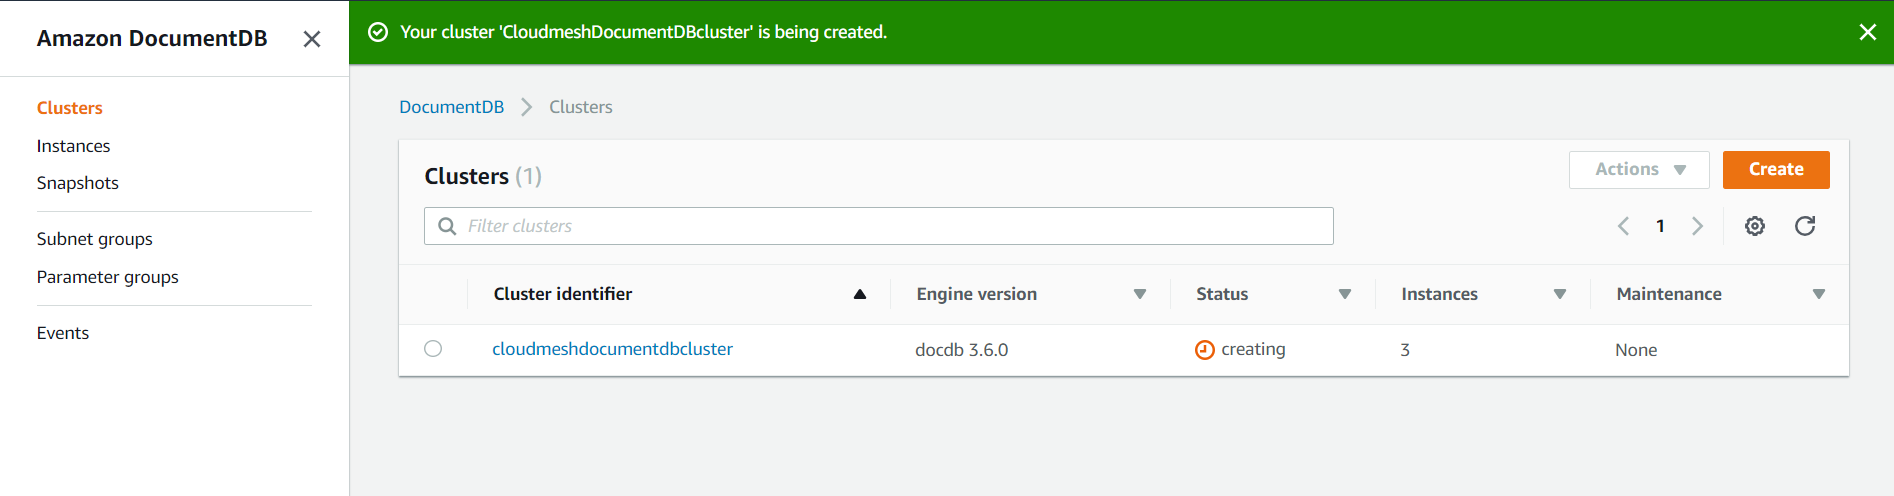 Amazon DocumentDB
Clusters
Instances
Snapshots
Subnet groups
Parameter groups
Events
Your cluster 'CloudmeshDocumentDBcluster' is being created.
DocumentDB Clusters
Clusters (1)
Actions Create
Filter clusters
1
Cluster identifier Engine version Status Instances Maintenance
cloudmeshdocumentdbcluster docdb 3.6.0 creating 3 None